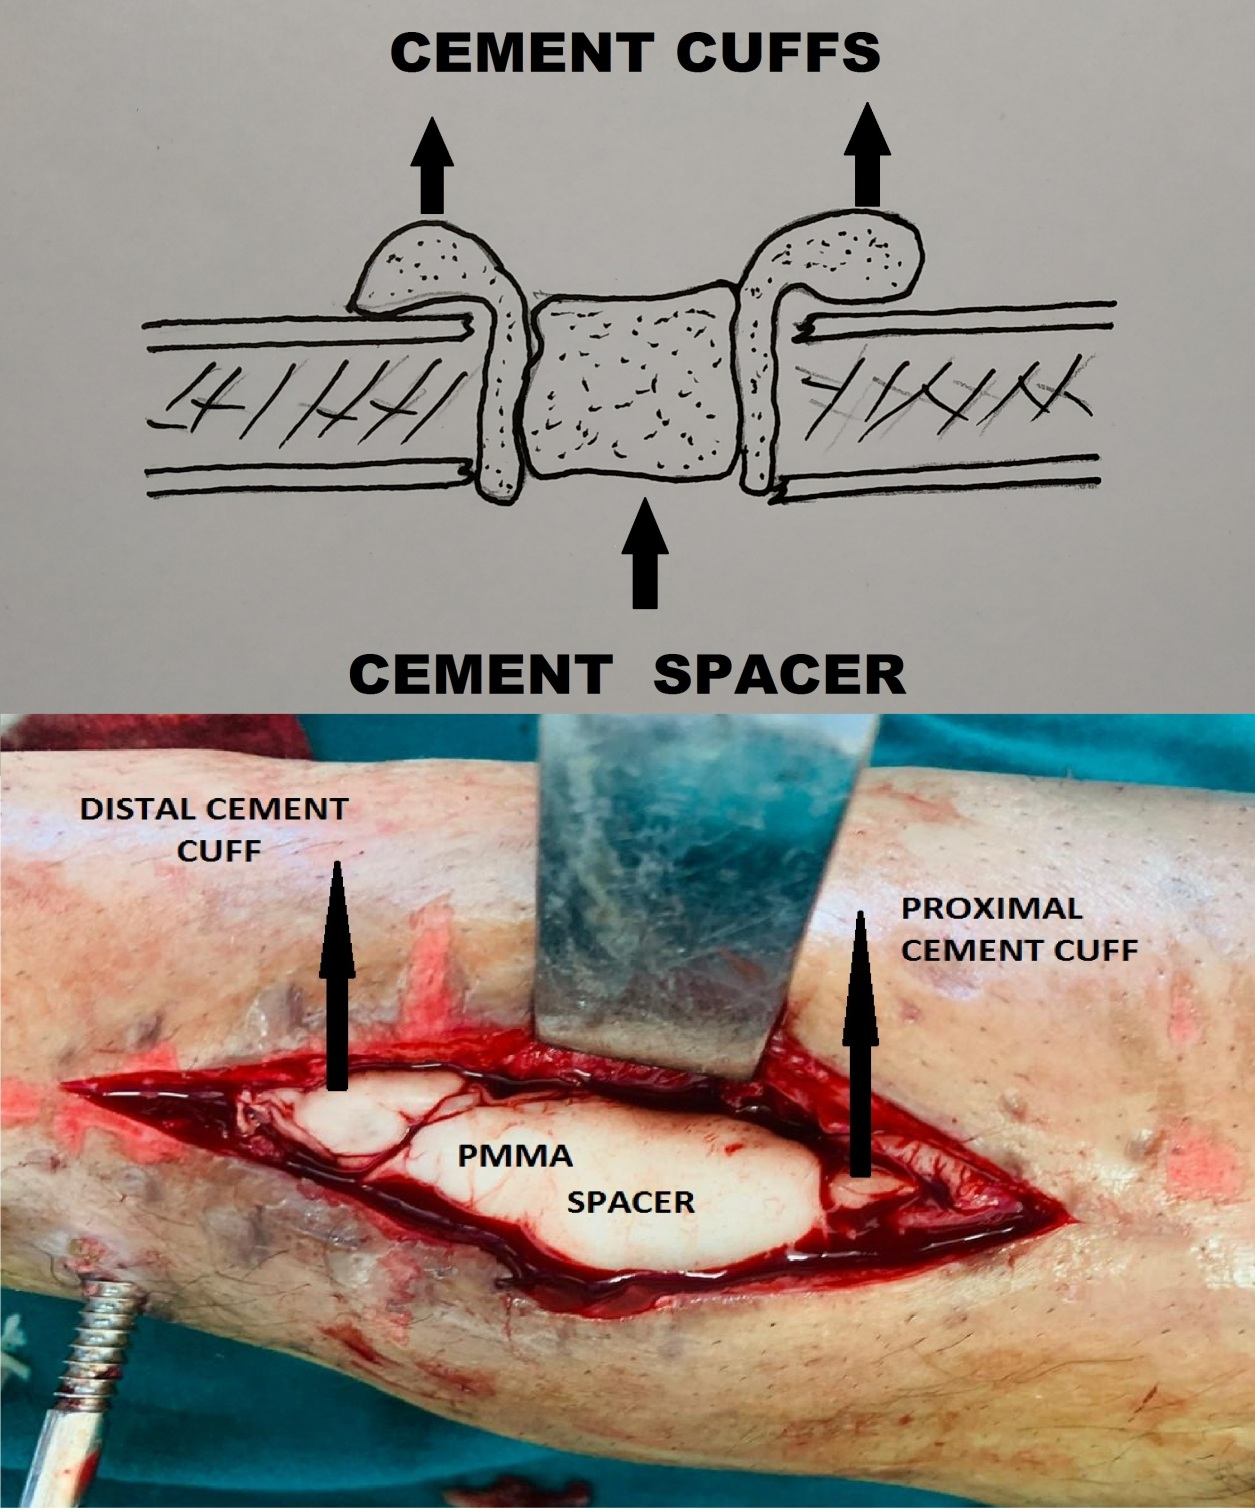 CEMENT CUFFS
CEMENT SPACER
DISTAL CEMENT
CUFF
PROXIMAL
CEMENT CUFF
PMMA
SPACER